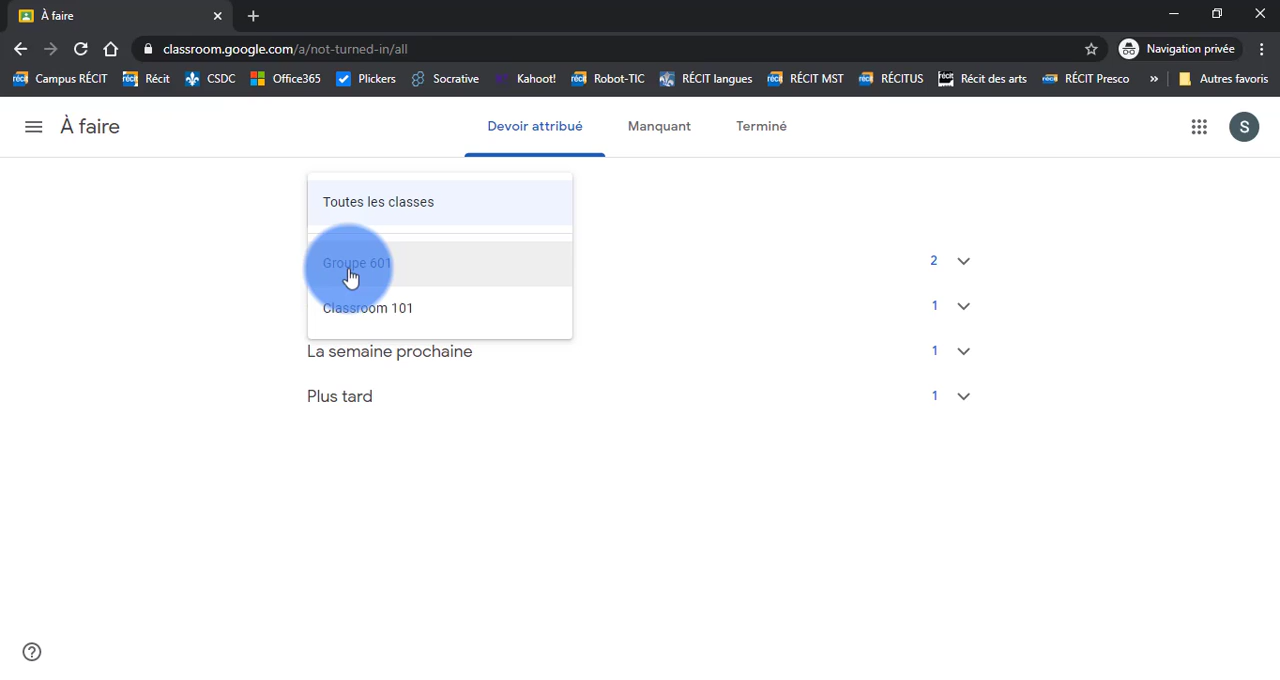 À faire
classroom.google.com/a/not-turned-in/all
Navigation privée
Campus RÉCIT Récit CSDC Office365 Plickers Socrative Kahoot! Robot-TIC RÉCIT langues RÉCIT MST RÉCITUS Récit des arts RÉCIT Presco » Autres favoris
À faire Devoir attribué Manquant Terminé S
Toutes les classes
Groupe 601 2
Classroom 101 1
La semaine prochaine 1
Plus tard 1